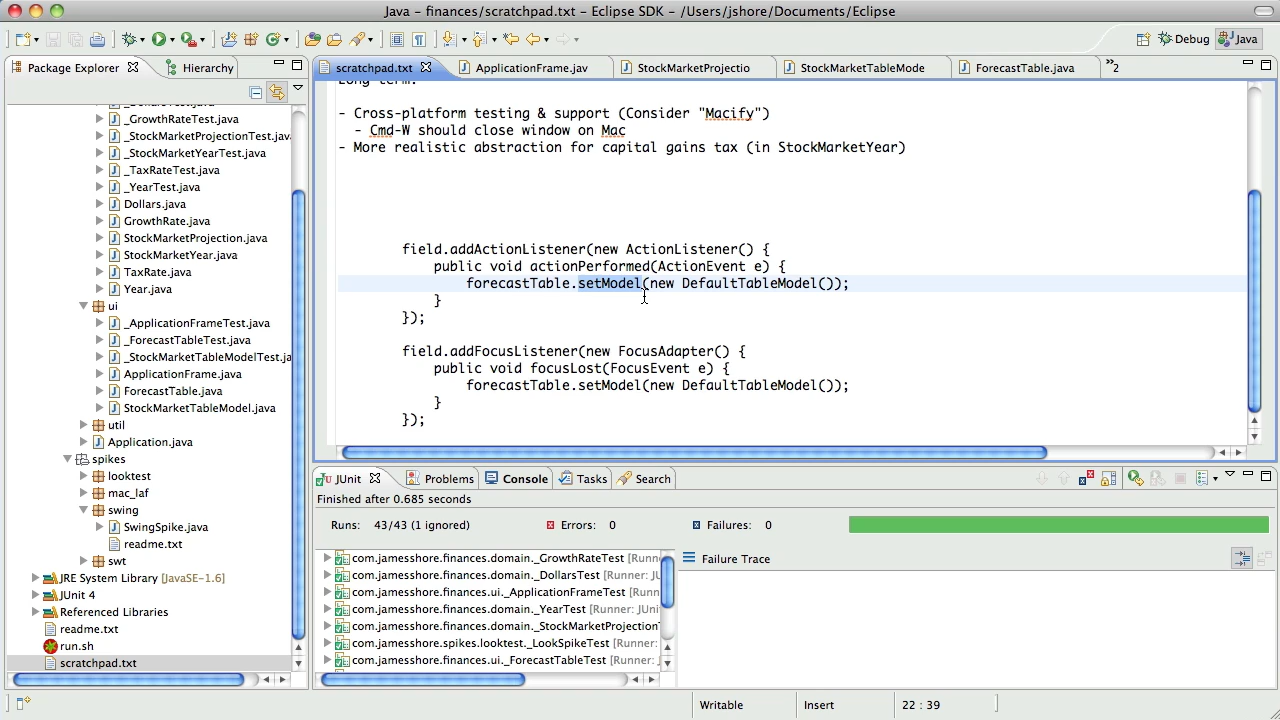 Java - finances/scratchpad.txt - Eclipse SDK - /Users/jshore/Documents/Eclipse
Debug
Java
Package Explorer
Hierarchy
_GrowthRateTest.java
_StockMarketProjectionTest.java
_StockMarketYearTest.java
_TaxRateTest.java
_YearTest.java
Dollars.java
GrowthRate.java
StockMarketProjection.java
StockMarketYear.java
TaxRate.java
Year.java
ui
_ApplicationFrameTest.java
_ForecastTableTest.java
_StockMarketTableModelTest.ja
ApplicationFrame.java
ForecastTable.java
StockMarketTableModel.java
util
Application.java
spikes
looktest
mac_laf
swing
SwingSpike.java
readme.txt
swt
JRE System Library [JavaSE-1.6]
JUnit 4
Referenced Libraries
readme.txt
run.sh
scratchpad.txt
scratchpad.txt
ApplicationFrame.jav
StockMarketProjectio
StockMarketTableMode
ForecastTable.java
»2
Long term:
- Cross-platform testing & support (Consider "Macify")
- Cmd-W should close window on Mac
- More realistic abstraction for capital gains tax (in StockMarketYear)
field.addActionListener(new ActionListener() {
public void actionPerformed(ActionEvent e) {
forecastTable.setModel(new DefaultTableModel());
}
});
field.addFocusListener(new FocusAdapter() {
public void focusLost(FocusEvent e) {
forecastTable.setModel(new DefaultTableModel());
}
});
JUnit
Problems
Console
Tasks
Search
Finished after 0.685 seconds
Runs: 43/43 (1 ignored)
Errors: 0
Failures: 0
com.jamesshore.finances.domain._GrowthRateTest [Runn
com.jamesshore.finances.domain._DollarsTest [Runner: JU
com.jamesshore.finances.ui._ApplicationFrameTest [Runn
com.jamesshore.finances.domain._YearTest [Runner: JUni
com.jamesshore.finances.domain._StockMarketProjection
com.jamesshore.spikes.looktest._LookSpikeTest [Runner:
com.jamesshore.finances.ui._ForecastTableTest [Runner:
Failure Trace
Writable
Insert
22 : 39